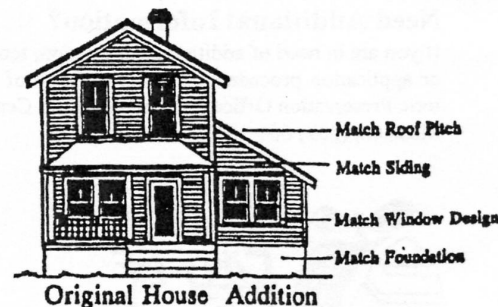 Match Roof Pitch
Match Siding
Match Window Design
Match Foundation
Original House Addition